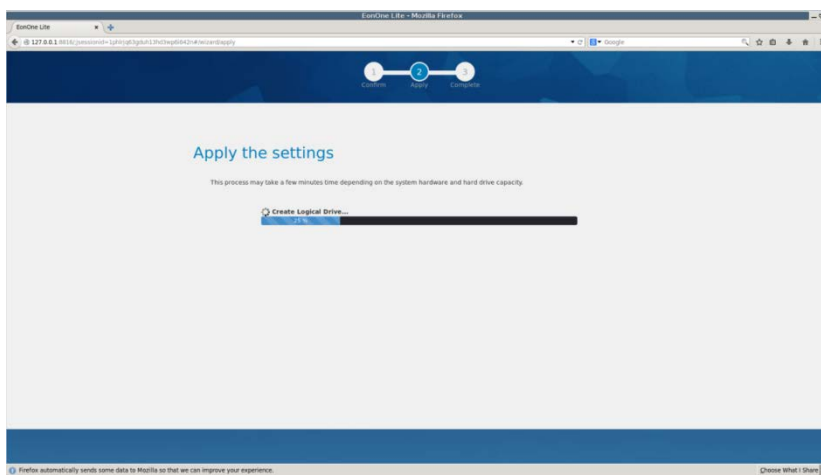 EonOne Lite - Mozilla Firefox
EonOne Lite
127.0.0.1
Google
1 2 3
Confirm Apply Complete
Apply the settings
This process may take a few minutes time depending on the system hardware and hard drive capacity.
Create Logical Drive...
25 %
Firefox automatically sends some data to Mozilla so that we can improve your experience.
Choose What I Share